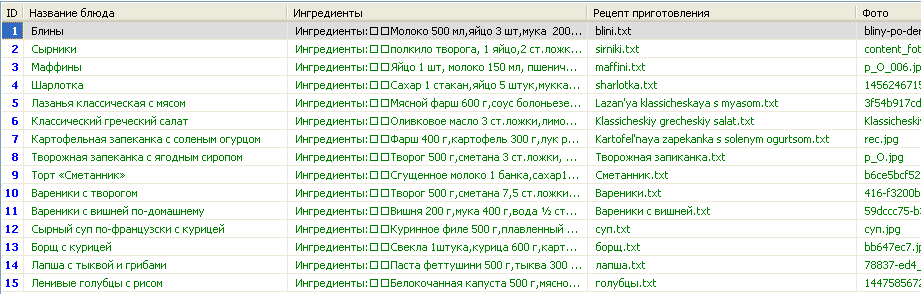 ID Название блюда Ингредиенты Рецепт приготовления Фото
1 Блины Ингредиенты:□□Молоко 500 мл,яйцо 3 шт,мука 200... blini.txt bliny-po-der
2 Сырники Ингредиенты:□□полкило творога, 1 яйцо,2 ст.ложк... sirniki.txt content_fot
3 Маффины Ингредиенты:□□Яйцо 1 шт, молоко 150 мл, пшенич... maffini.txt p_O_006.jp
4 Шарлотка Ингредиенты:□□Сахар 1 стакан,яйцо 5 штук,мукка... sharlotka.txt 1456246715
5 Лазанья классическая с мясом Ингредиенты:□□Мясной фарш 600 г,соус болоньезе... Lazan'ya klassicheskaya s myasom.txt 3f54b917cd
6 Классический греческий салат Ингредиенты:□□Оливковое масло 3 ст.ложки,лимо... Klassicheskiy grecheskiy salat.txt Klassicheski
7 Картофельная запеканка с соленым огурцом Ингредиенты:□□Фарш 400 г,картофель 300 г,лук р... Kartofel'naya zapekanka s solenym ogurtsom.txt rec.jpg
8 Творожная запеканка с ягодным сиропом Ингредиенты:□□Творог 500 г,сметана 3 ст.ложки, ... Творожная запиканка.txt p_O.jpg
9 Торт «Сметанник» Ингредиенты:□□Сгущенное молоко 1 банка,сахар1... Сметанник.txt b6ce5bcf52
10 Вареники с творогом Ингредиенты:□□Творог 500 г,сметана 7,5 ст.ложки... Вареники.txt 416-f3200b
11 Вареники с вишней по-домашнему Ингредиенты:□□Вишня 200 г,мука 400 г,вода ½ ст... Вареники с вишней.txt 59dccc75-b
12 Сырный суп по-французски с курицей Ингредиенты:□□Куринное филе 500 г,плавленный ... суп.txt суп.jpg
13 Борщ с курицей Ингредиенты:□□Свекла 1штука,курица 600 г,карт... борщ.txt bb647ec7.jp
14 Лапша с тыквой и грибами Ингредиенты:□□Паста феттушини 500 г,тыква 300 ... лапша.txt 78837-ed4_
15 Ленивые голубцы с рисом Ингредиенты:□□Белокочанная капуста 500 г,мясно... голубцы.txt 1447585672